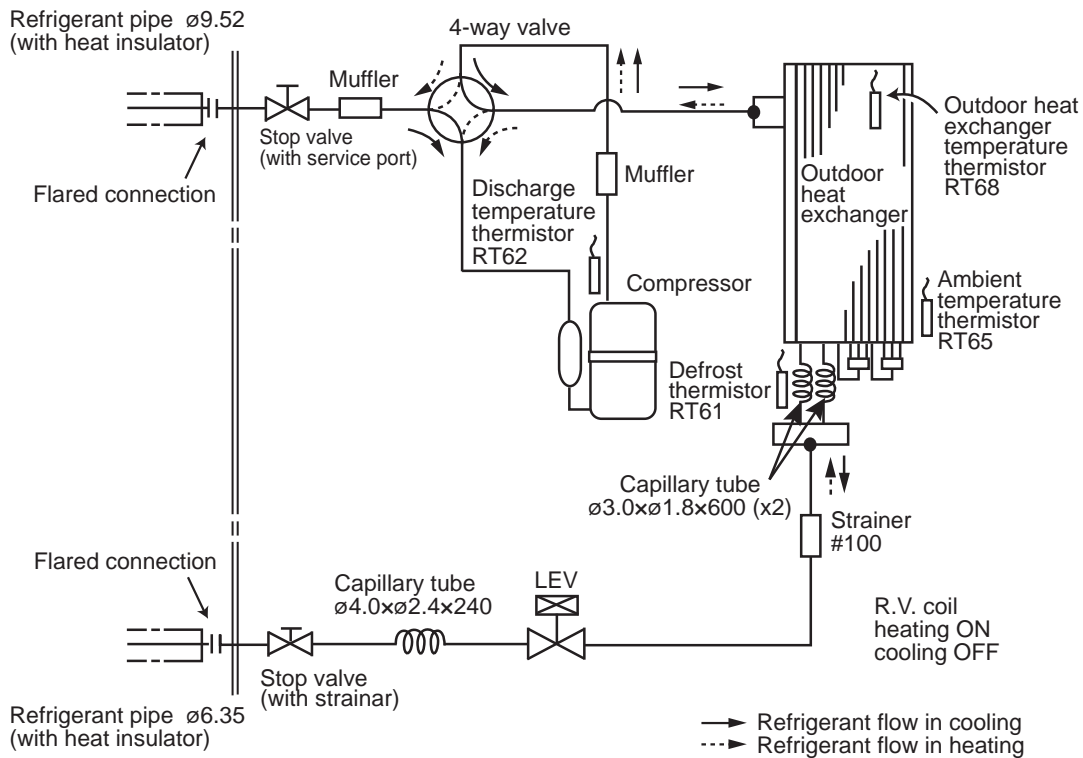 Refrigerant pipe ø9.52
(with heat insulator)
4-way valve
Muffler
Stop valve
(with service port)
Flared connection
Discharge
temperature
thermistor
RT62
Muffler
Compressor
Outdoor
heat
exchanger
Outdoor heat
exchanger
temperature
thermistor
RT68
Ambient
temperature
thermistor
RT65
Defrost
thermistor
RT61
Capillary tube
ø3.0×ø1.8×600 (x2)
Strainer
#100
Flared connection
Capillary tube
ø4.0×ø2.4×240
LEV
R.V. coil
heating ON
cooling OFF
Stop valve
(with strainar)
Refrigerant pipe ø6.35
(with heat insulator)
Refrigerant flow in cooling
Refrigerant flow in heating